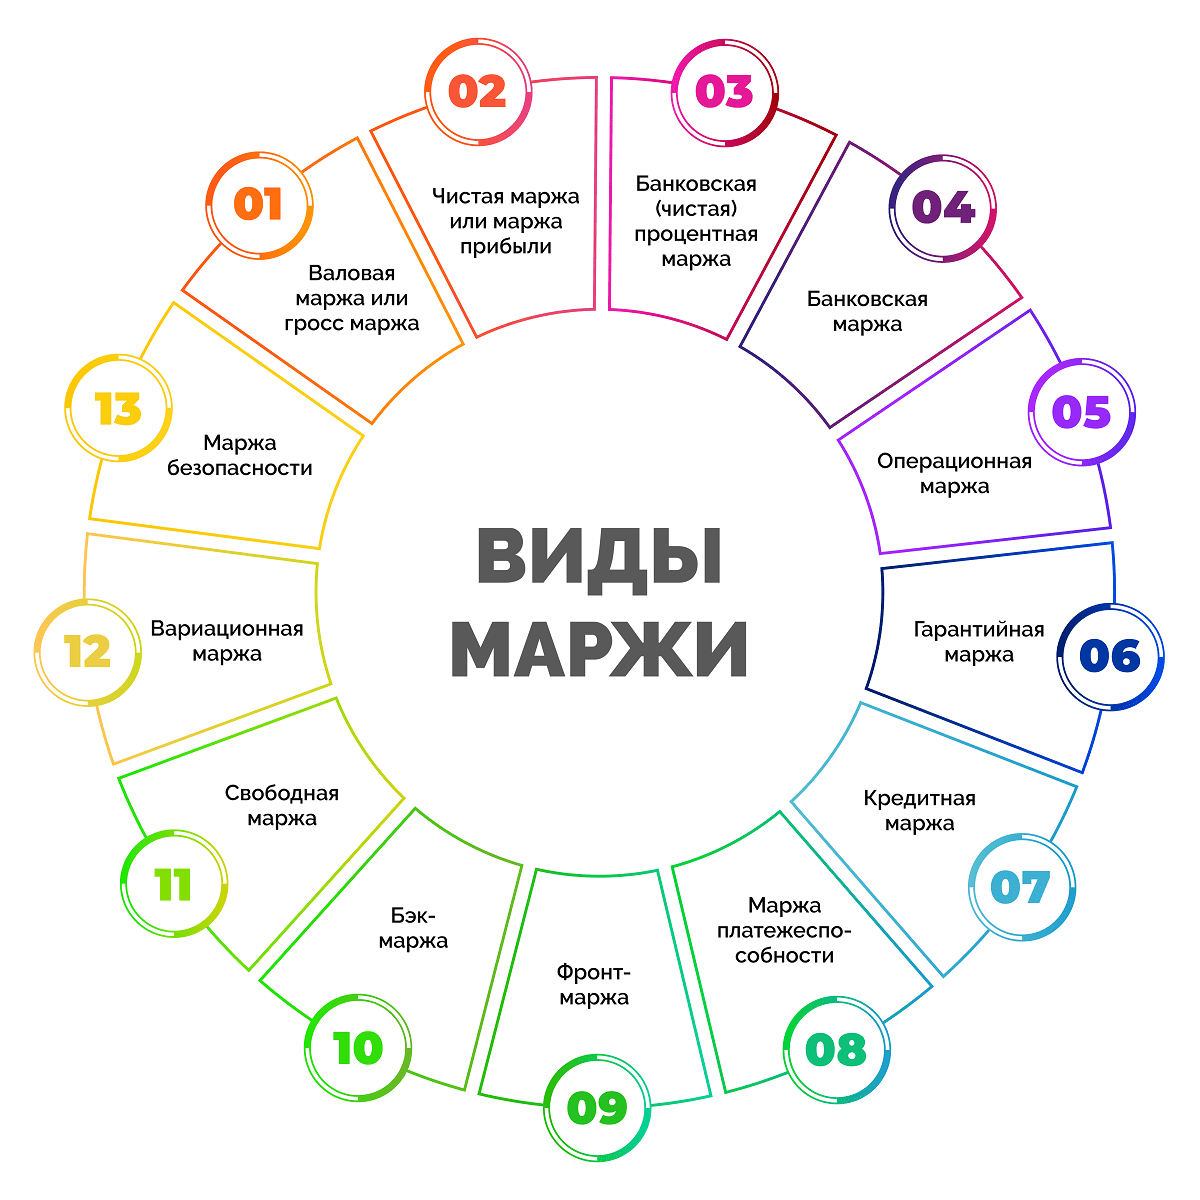 ВИДЫ
МАРЖИ
01
Валовая
маржа или
гросс маржа
02
Чистая маржа
или маржа
прибыли
03
Банковская
(чистая)
процентная
маржа
04
Банковская
маржа
05
Операционная
маржа
06
Гарантийная
маржа
07
Кредитная
маржа
08
Маржа
платежеспо-
собности
09
Фронт-
маржа
10
Бэк-
маржа
11
Свободная
маржа
12
Вариационная
маржа
13
Маржа
безопасности